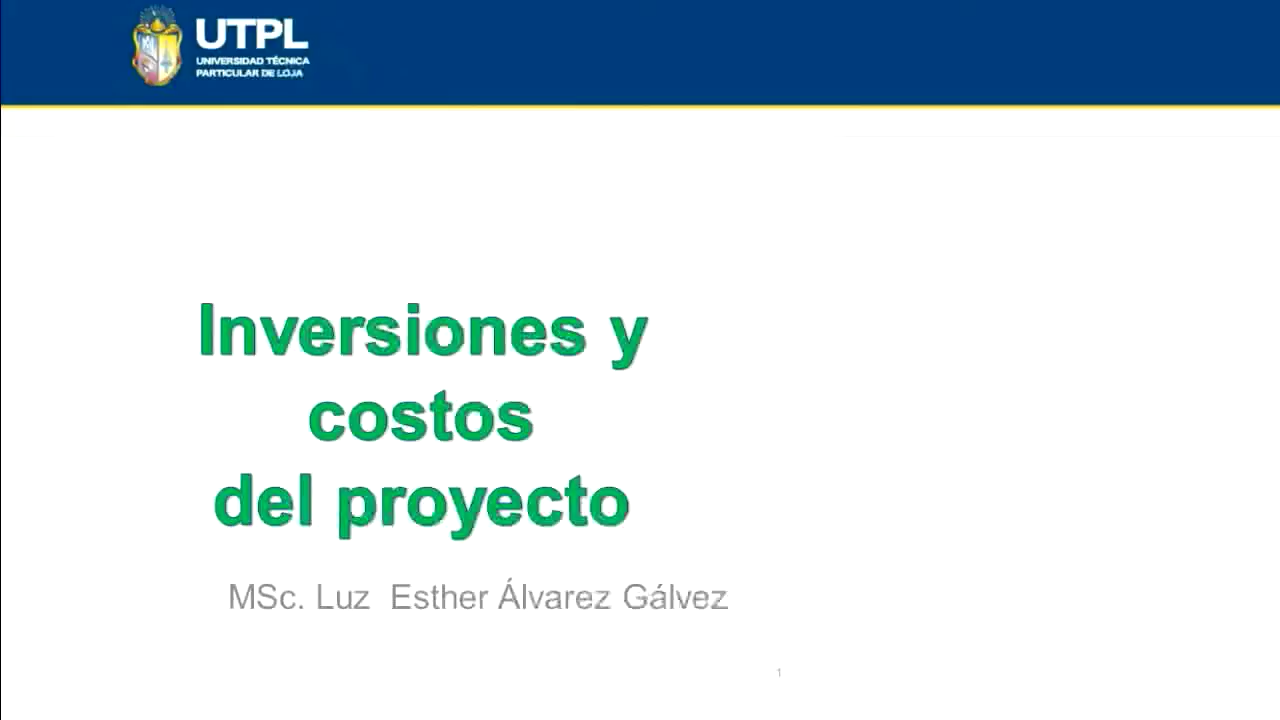 UTPL
UNIVERSIDAD TÉCNICA
PARTICULAR DE LOJA
Inversiones y
costos
del proyecto
MSc. Luz  Esther Álvarez Gálvez
1